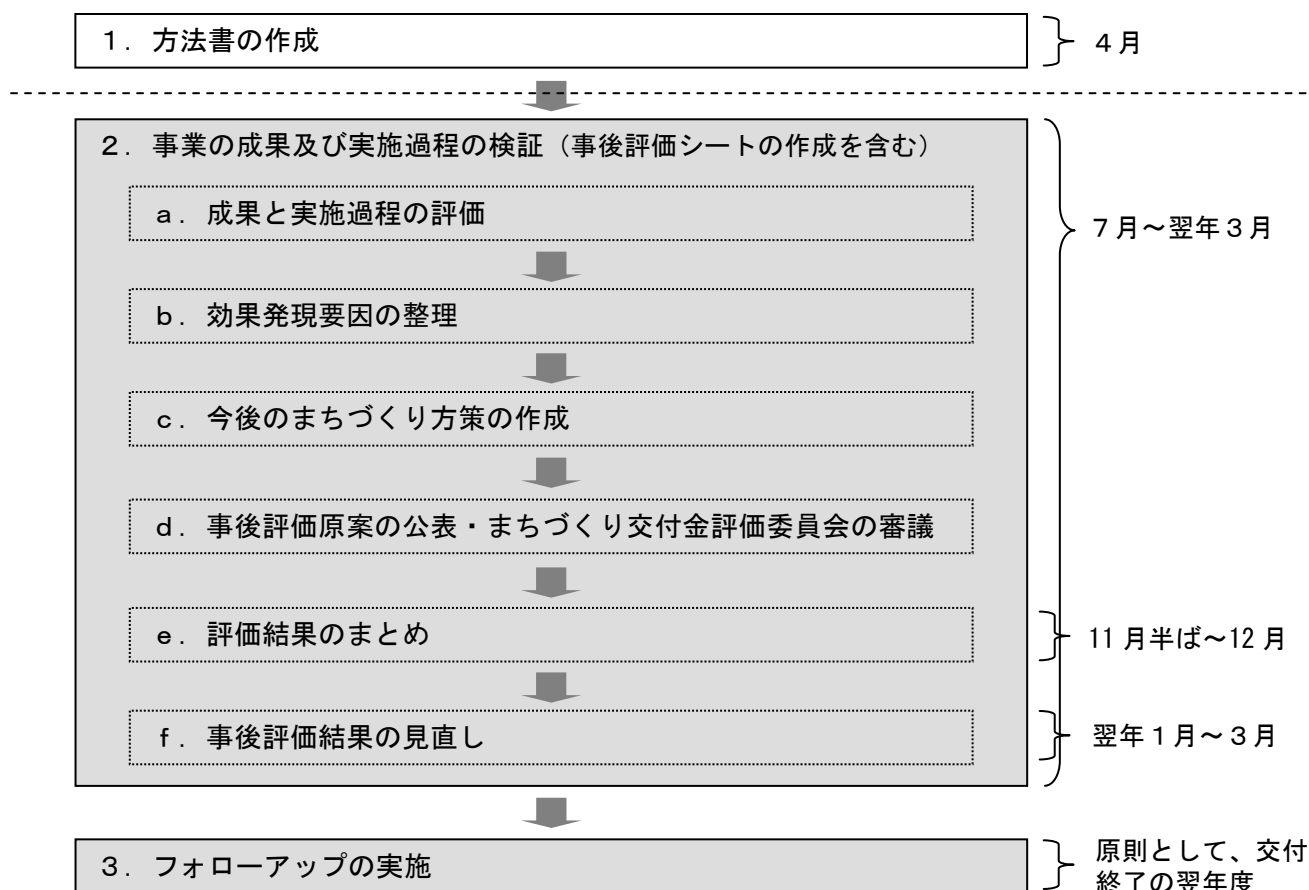 １．方法書の作成
４月
２．事業の成果及び実施過程の検証（事後評価シートの作成を含む）
７月～翌年３月
ａ．成果と実施過程の評価
ｂ．効果発現要因の整理
ｃ．今後のまちづくり方策の作成
ｄ．事後評価原案の公表・まちづくり交付金評価委員会の審議
ｅ．評価結果のまとめ
11月半ば～12月
ｆ．事後評価結果の見直し
翌年１月～３月
３．フォローアップの実施
原則として、交付
終了の翌年度